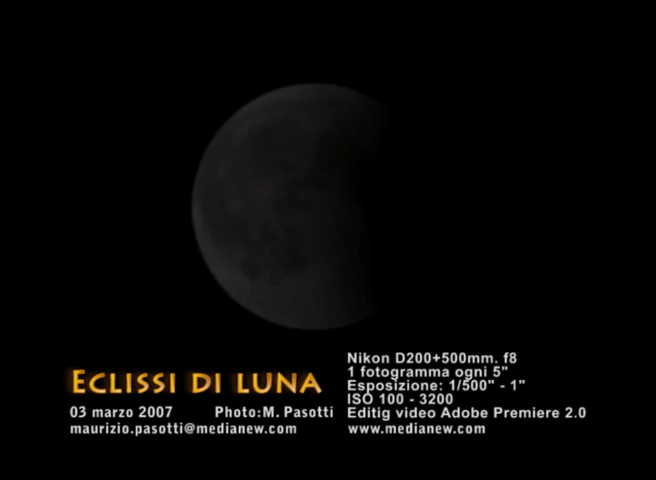 Eclissi di luna
03 marzo 2007 Photo:M. Pasotti
maurizio.pasotti@medianew.com
Nikon D200+500mm. f8
1 fotogramma ogni 5"
Esposizione: 1/500" - 1"
ISO 100 - 3200
Editig video Adobe Premiere 2.0
www.medianew.com